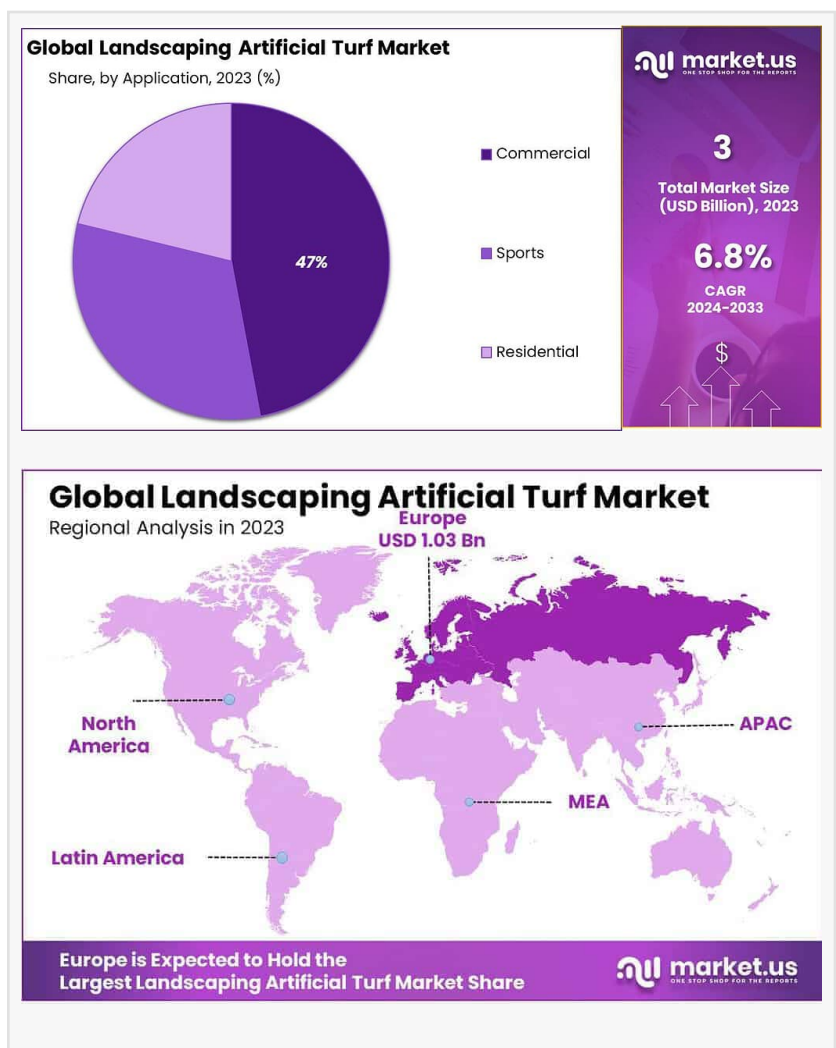 Global Landscaping Artificial Turf Market
Share, by Application, 2023 (%)
47%
Commercial
Sports
Residential
market.us
ONE STOP SHOP FOR THE REPORTS
3
Total Market Size
(USD Billion), 2023
6.8%
CAGR
2024-2033
$
Global Landscaping Artificial Turf Market
Regional Analysis in 2023
Europe
USD 1.03 Bn
North
America
APAC
MEA
Latin America
Europe is Expected to Hold the
Largest Landscaping Artificial Turf Market Share
market.us
ONE STOP SHOP FOR THE REPORTS